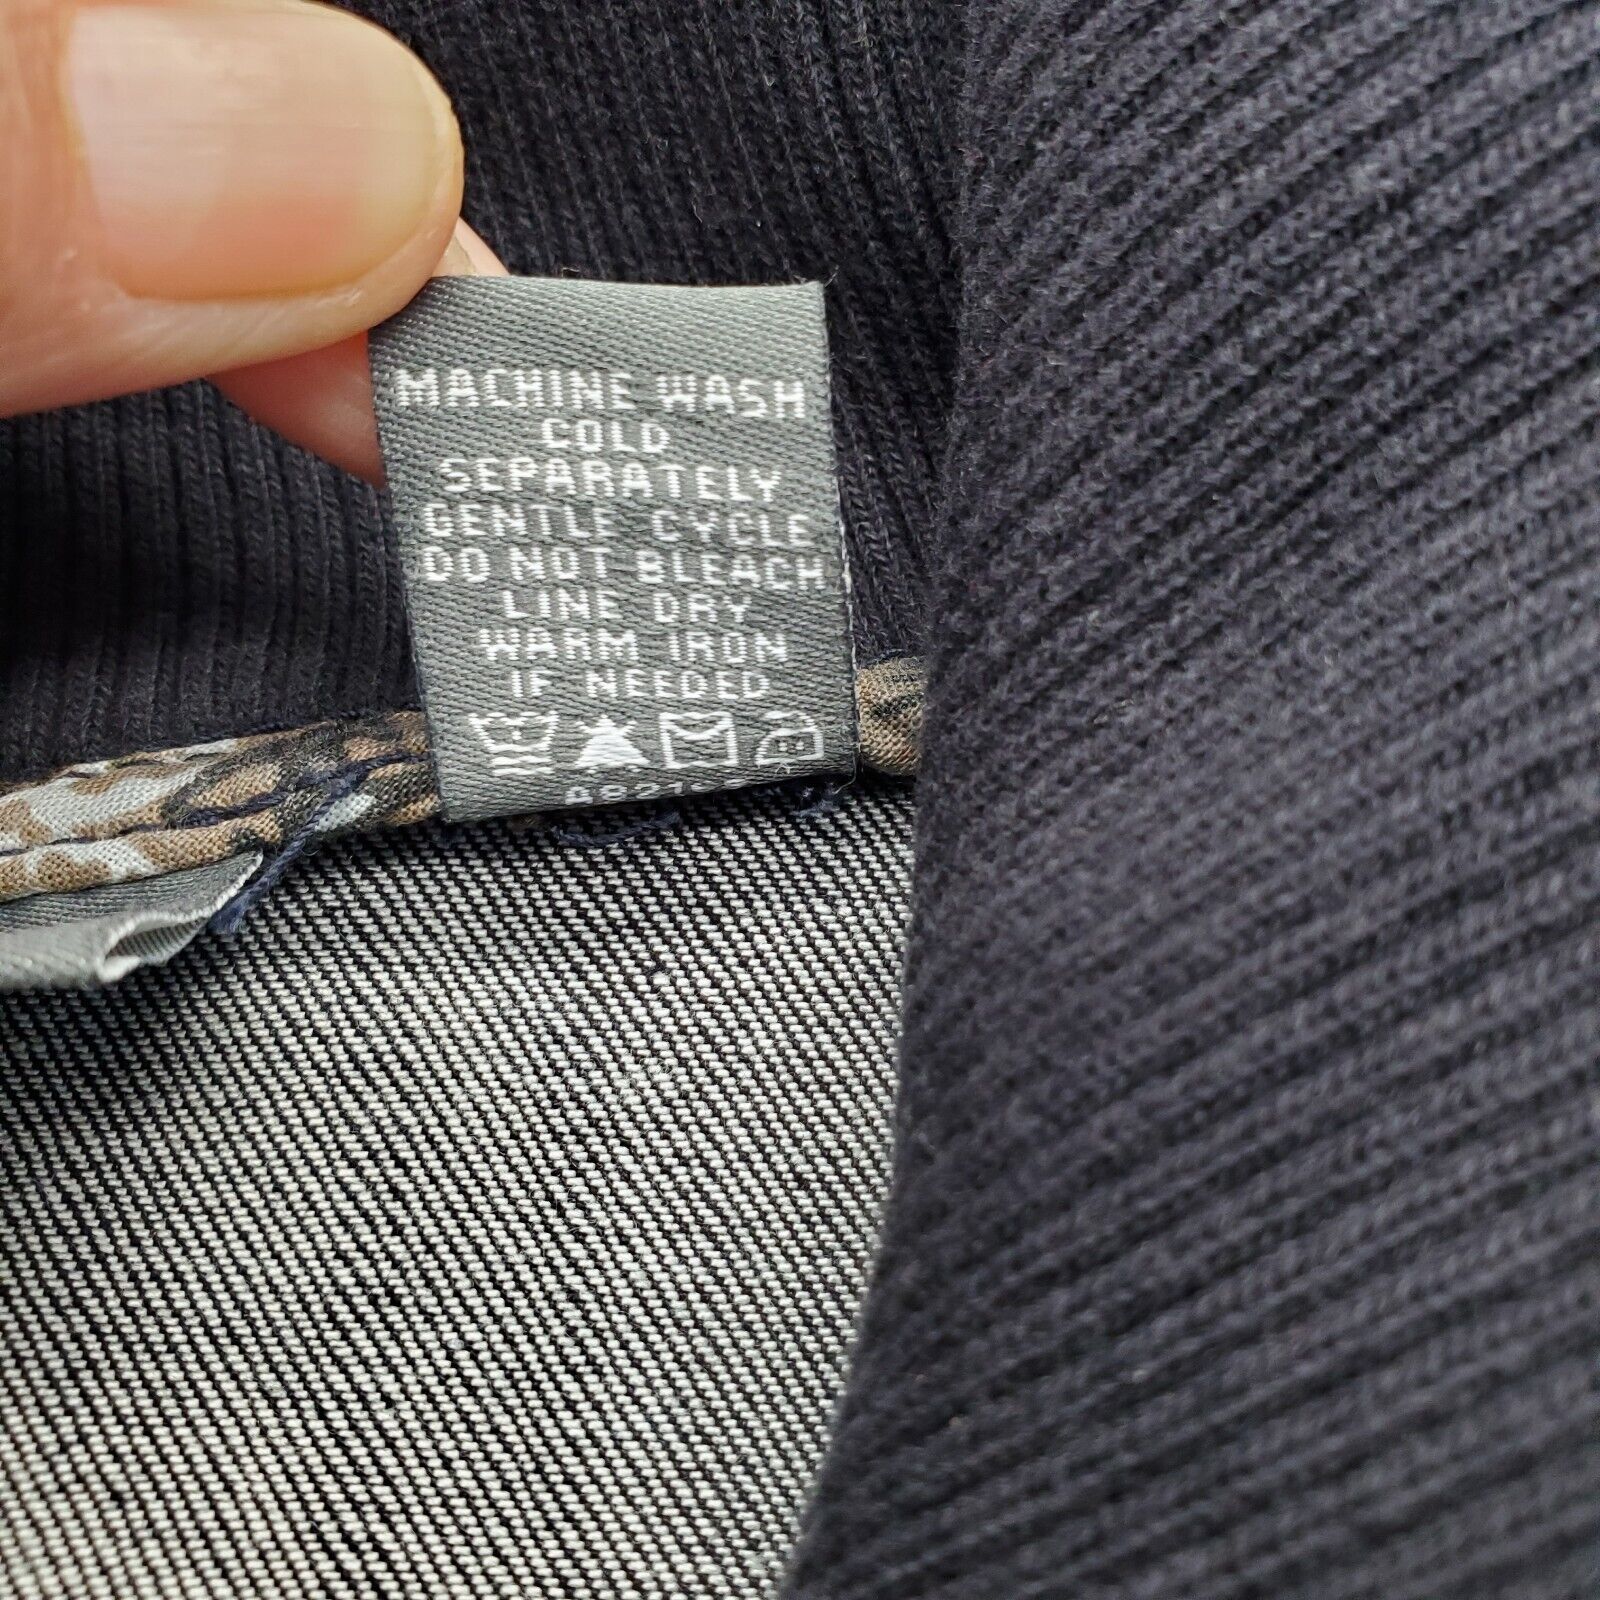 MACHINE WASH
COLD
SEPARATELY
GENTLE CYCLE
DO NOT BLEACH
LINE DRY
WARM IRON
IF NEEDED